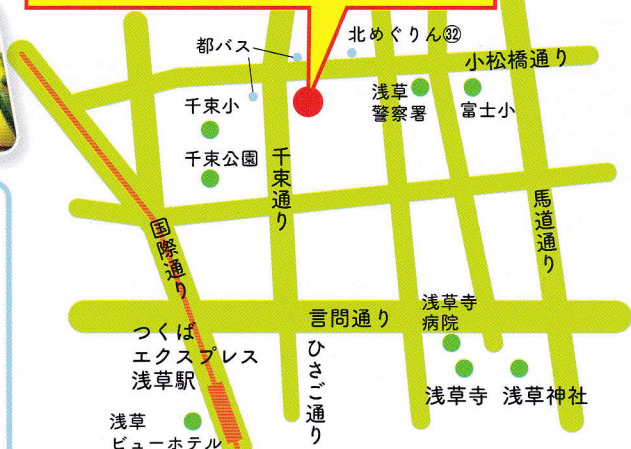 北めぐりん㉜
都バス
小松橋通り
千束小
浅草
警察署
富士小
千束公園
千束通り
馬道通り
国際通り
言問通り
浅草寺
病院
つくば
エクスプレス
浅草駅
ひさご通り
浅草寺
浅草神社
浅草
ビューホテル